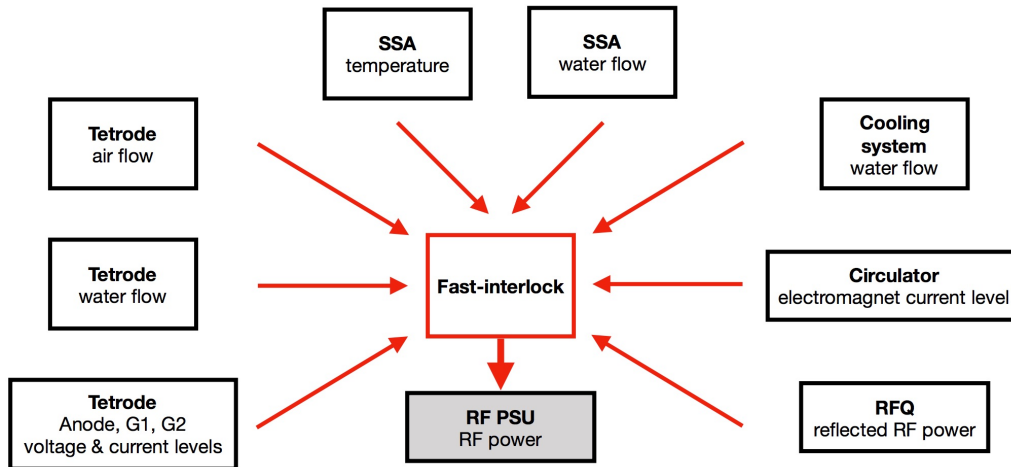 SSA
temperature
SSA
water flow
Tetrode
air flow
Cooling
system
water flow
Tetrode
water flow
Fast-interlock
Circulator
electromagnet current level
Tetrode
Anode, G1, G2
voltage & current levels
RF PSU
RF power
RFQ
reflected RF power